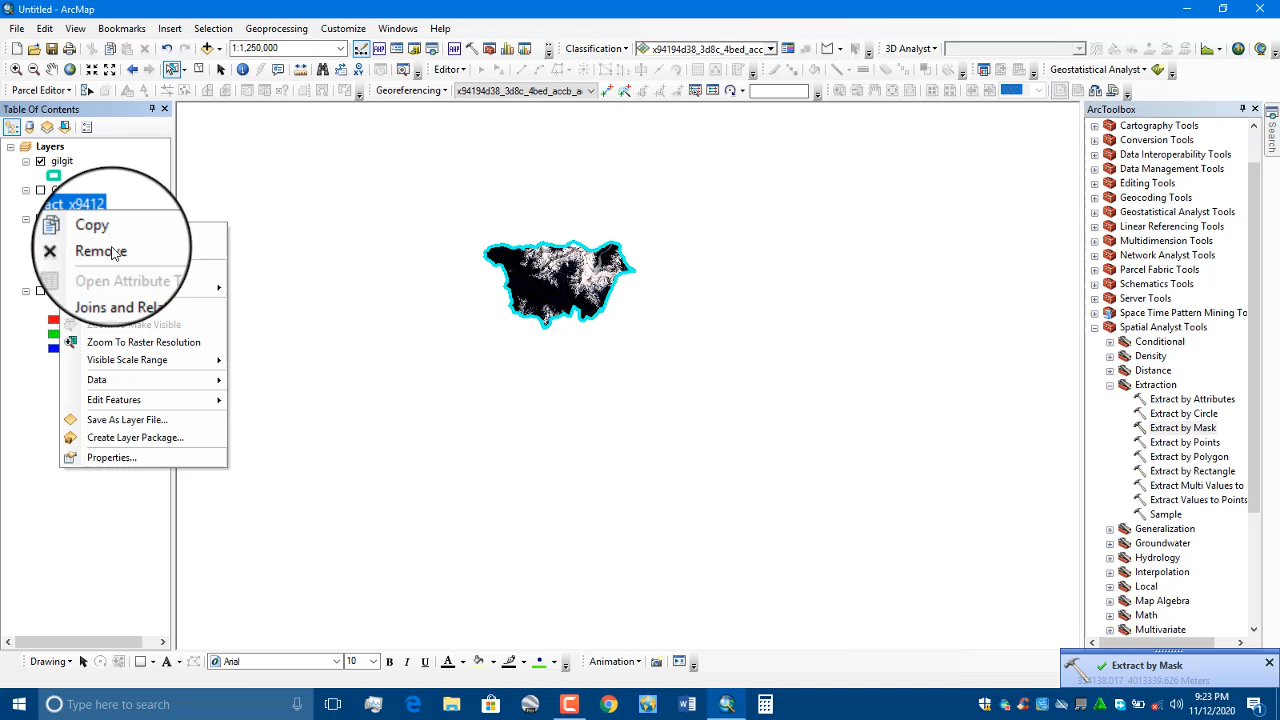 Untitled - ArcMap
File Edit View Bookmarks Insert Selection Geoprocessing Customize Windows Help
1:1,250,000 Classification x94194d38_3d8c_4bed_acc 3D Analyst
Editor Geostatistical Analyst
Parcel Editor Georeferencing x94194d38_3d8c_4bed_accb_a
Table Of Contents
Layers
gilgit
act_x9412
Copy
Remove
Open Attribute T
Joins and Rela
Make Visible
Zoom To Raster Resolution
Visible Scale Range
Data
Edit Features
Save As Layer File...
Create Layer Package...
Properties...
ArcToolbox
Cartography Tools
Conversion Tools
Data Interoperability Tools
Data Management Tools
Editing Tools
Geocoding Tools
Geostatistical Analyst Tools
Linear Referencing Tools
Multidimension Tools
Network Analyst Tools
Parcel Fabric Tools
Schematics Tools
Server Tools
Space Time Pattern Mining To
Spatial Analyst Tools
Conditional
Density
Distance
Extraction
Extract by Attributes
Extract by Circle
Extract by Mask
Extract by Points
Extract by Polygon
Extract by Rectangle
Extract Multi Values to
Extract Values to Points
Sample
Generalization
Groundwater
Hydrology
Interpolation
Local
Map Algebra
Math
Multivariate
Search
Drawing A Arial 10 B I U A Animation
Extract by Mask
4013339.626 Meters
Type here to search
9:23 PM
11/12/2020